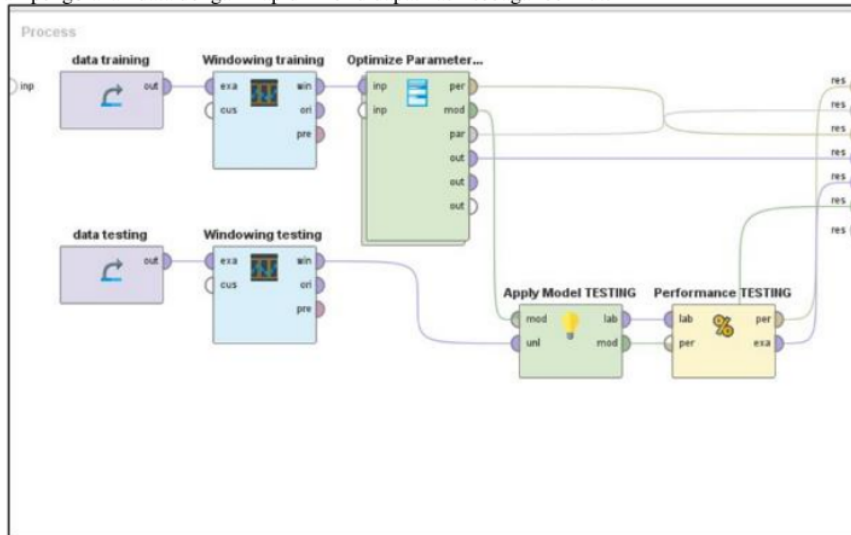 Process
data training
Windowing training
Optimize Parameter...
inp
out
exa
win
cus
ori
pre
inp
per
inp
mod
par
out
out
out
res
res
res
res
res
res
res
data testing
Windowing testing
out
exa
win
cus
ori
pre
Apply Model TESTING
Performance TESTING
mod
lab
unl
mod
lab
per
per
exa